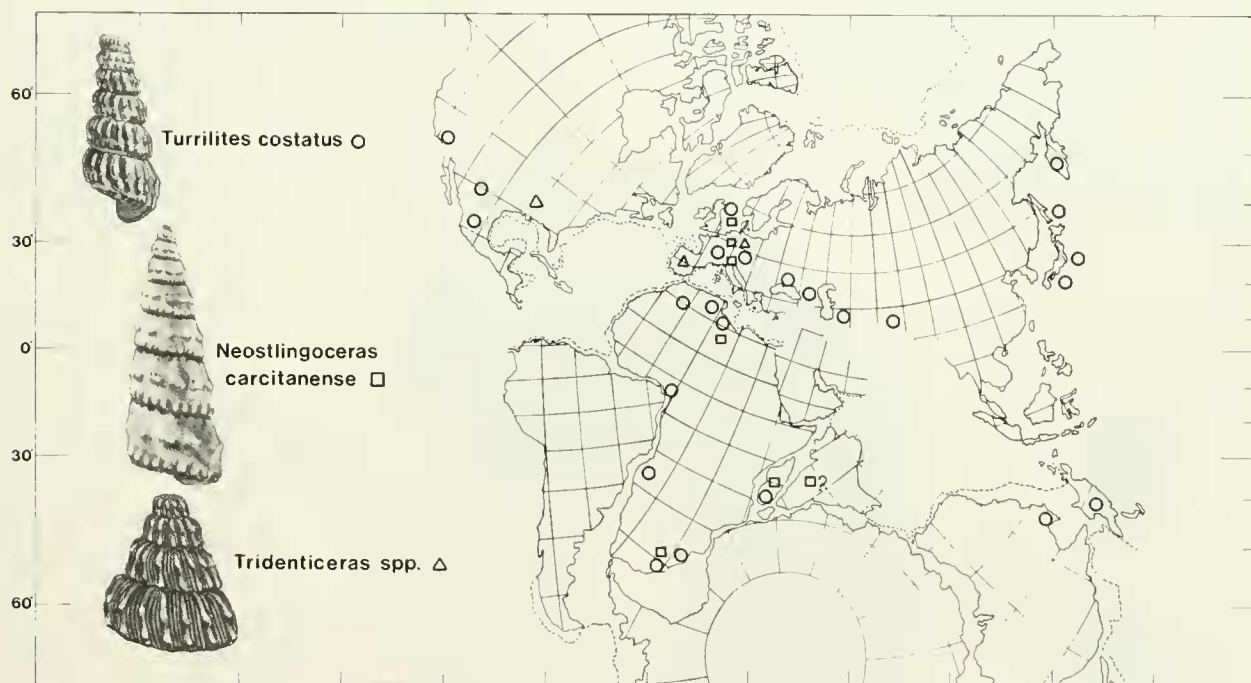 60°
30°
0°
30°
60°
Turrilites costatus ○
Neostlingoceras
carcitanense □
Tridenticeras spp. △
?